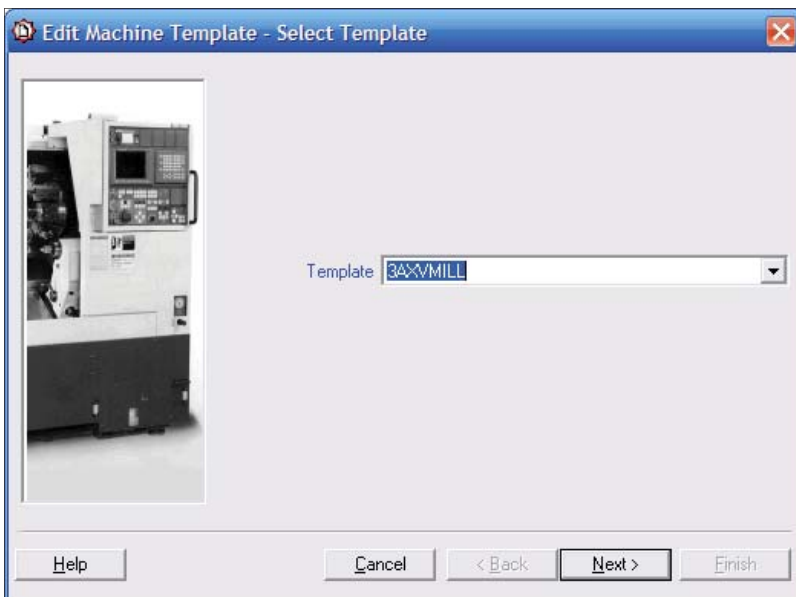 Edit Machine Template - Select Template
Template 3AXVMILL
Help Cancel < Back Next > Finish